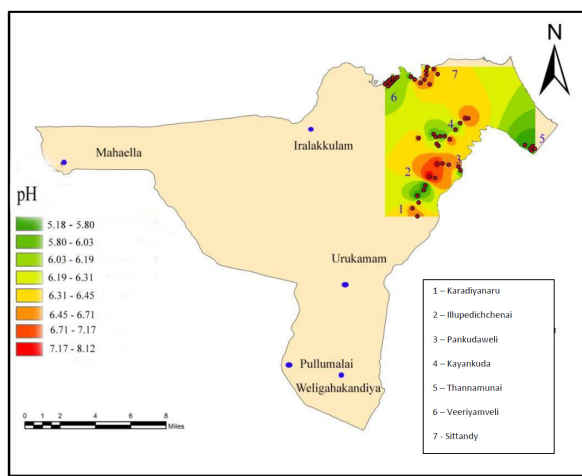 N
7
6
4
Iralakkulam
5
Mahaella
3
2
pH
5.18 - 5.80
5.80 - 6.03
6.03 - 6.19
6.19 - 6.31
6.31 - 6.45
6.45 - 6.71
6.71 - 7.17
7.17 - 8.12
1
Urukamam
1 – Karadiyanaru
2 – Illupedichchenai
3 – Pankudaweli
4 – Kayankuda
5 – Thannamunai
6 – Veeriyamveli
7 - Sittandy
Pullumalai
Weligahakandiya
0 1 2 4 6 8
Miles